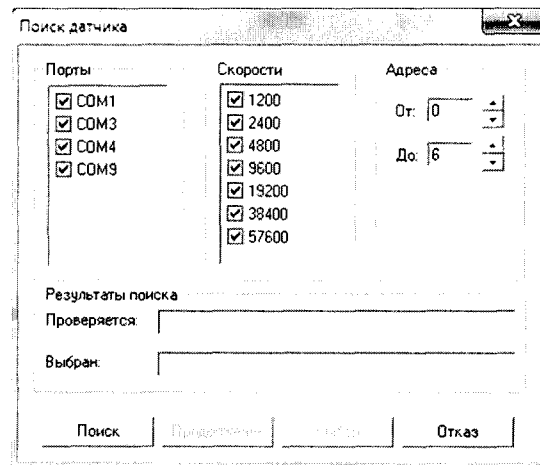 Поиск датчика
Порты
COM1
COM3
COM4
COM9
Скорости
1200
2400
4800
9600
19200
38400
57600
Адреса
От: 0
До: 6
Результаты поиска
Проверяется:
Выбран:
Поиск
Отказ